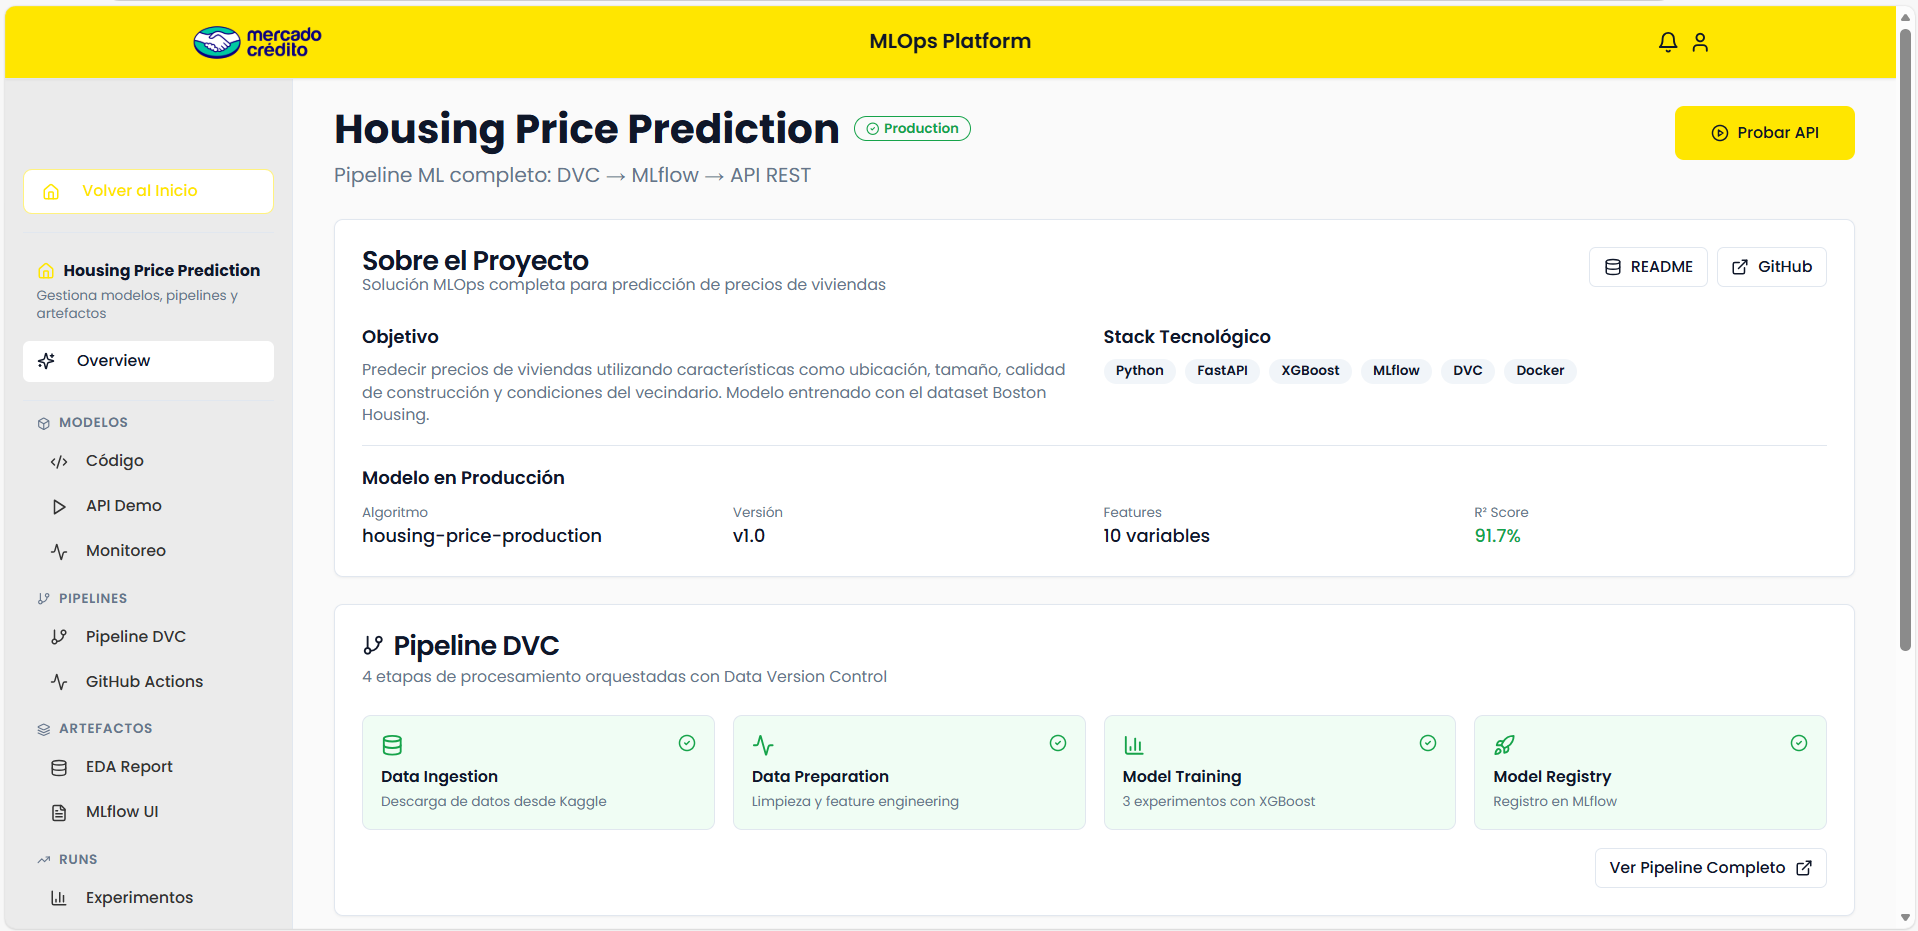 mercado
crédito
MLOps Platform
Volver al Inicio
Housing Price Prediction
Gestiona modelos, pipelines y
artefactos
Overview
MODELOS
Código
API Demo
Monitoreo
PIPELINES
Pipeline DVC
GitHub Actions
ARTEFACTOS
EDA Report
MLflow UI
RUNS
Experimentos
Housing Price Prediction
Production
Pipeline ML completo: DVC → MLflow → API REST
Probar API
Sobre el Proyecto
Solución MLOps completa para predicción de precios de viviendas
README
GitHub
Objetivo
Predecir precios de viviendas utilizando características como ubicación, tamaño, calidad
de construcción y condiciones del vecindario. Modelo entrenado con el dataset Boston
Housing.
Stack Tecnológico
Python FastAPI XGBoost MLflow DVC Docker
Modelo en Producción
Algoritmo
housing-price-production
Versión
v1.0
Features
10 variables
R² Score
91.7%
Pipeline DVC
4 etapas de procesamiento orquestadas con Data Version Control
Data Ingestion
Descarga de datos desde Kaggle
Data Preparation
Limpieza y feature engineering
Model Training
3 experimentos con XGBoost
Model Registry
Registro en MLflow
Ver Pipeline Completo